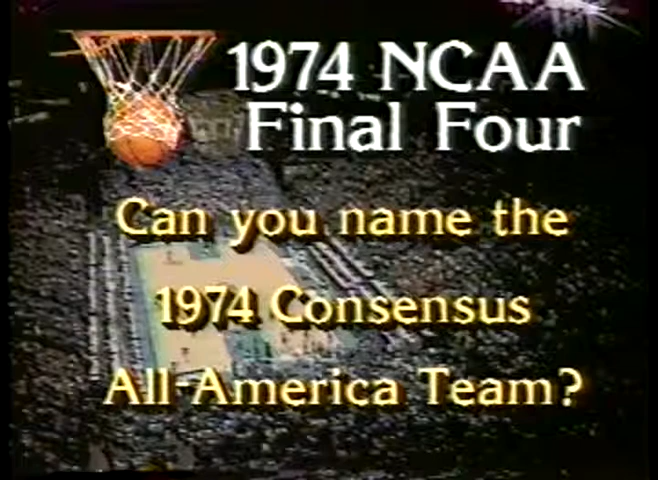 1974 NCAA
Final Four
Can you name the
1974 Consensus
All-America Team?